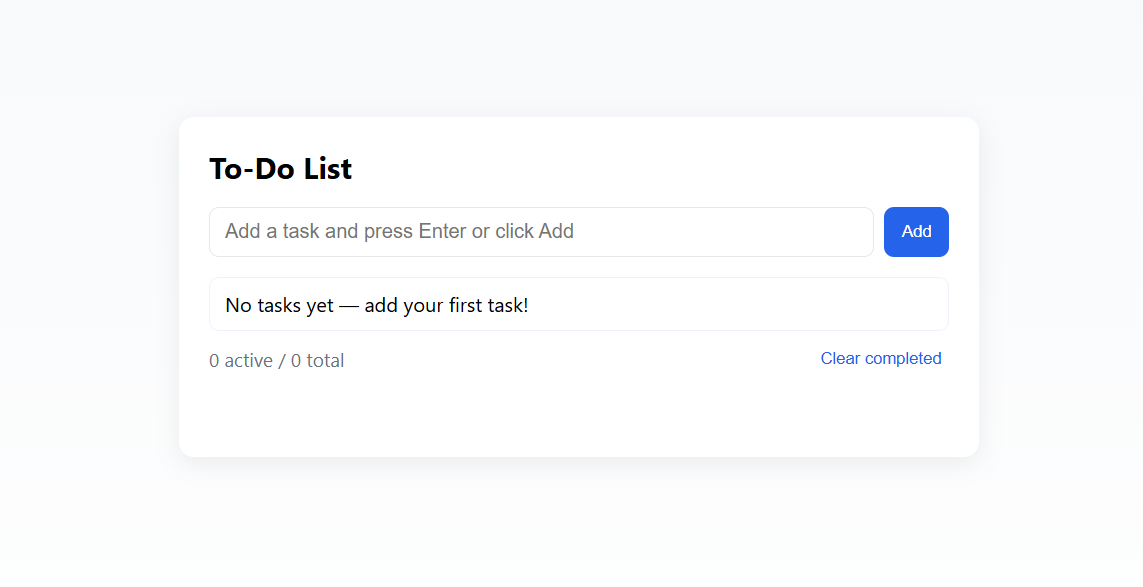 To-Do List
Add a task and press Enter or click Add
Add
No tasks yet — add your first task!
0 active / 0 total
Clear completed